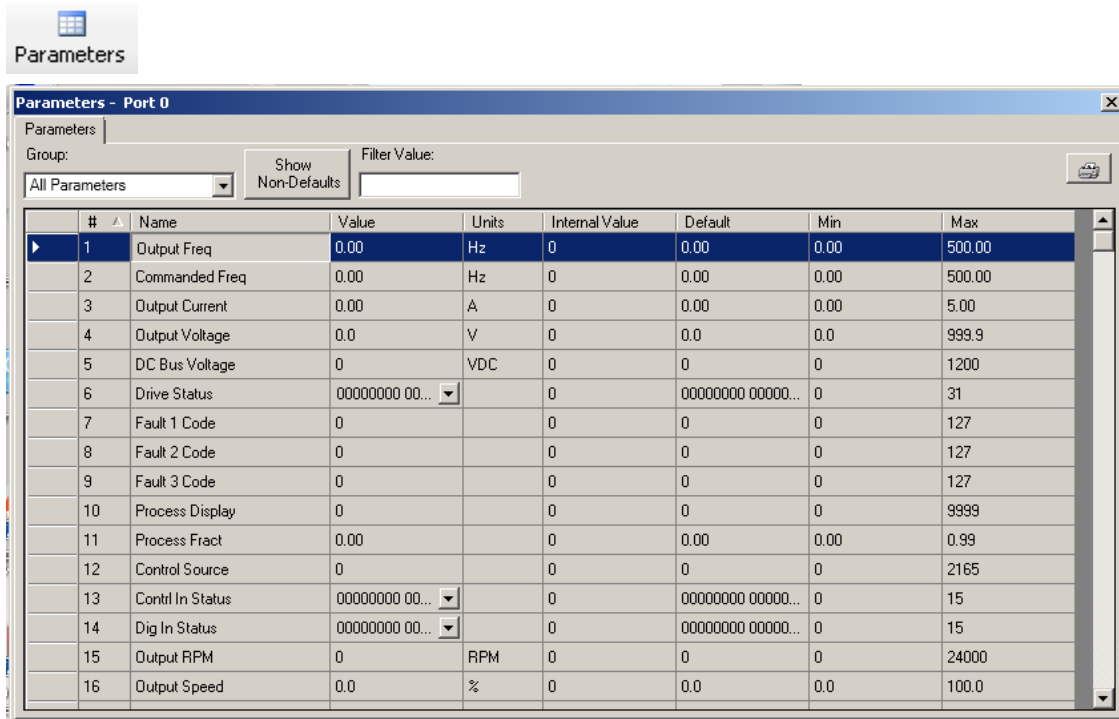 Parameters
Parameters - Port 0
Parameters
Group:
Show Non-Defaults
Filter Value:
All Parameters
# Name Value Units Internal Value Default Min Max
1 Output Freq 0.00 Hz 0 0.00 0.00 500.00
2 Commanded Freq 0.00 Hz 0 0.00 0.00 500.00
3 Output Current 0.00 A 0 0.00 0.00 5.00
4 Output Voltage 0.0 V 0 0.0 0.0 999.9
5 DC Bus Voltage 0 VDC 0 0 0 1200
6 Drive Status 00000000 00... 0 00000000 00000... 0 31
7 Fault 1 Code 0 0 0 0 127
8 Fault 2 Code 0 0 0 0 127
9 Fault 3 Code 0 0 0 0 127
10 Process Display 0 0 0 0 9999
11 Process Fract 0.00 0 0.00 0.00 0.99
12 Control Source 0 0 0 0 2165
13 Contrl In Status 00000000 00... 0 00000000 00000... 0 15
14 Dig In Status 00000000 00... 0 00000000 00000... 0 15
15 Output RPM 0 RPM 0 0 0 24000
16 Output Speed 0.0 % 0 0.0 0.0 100.0